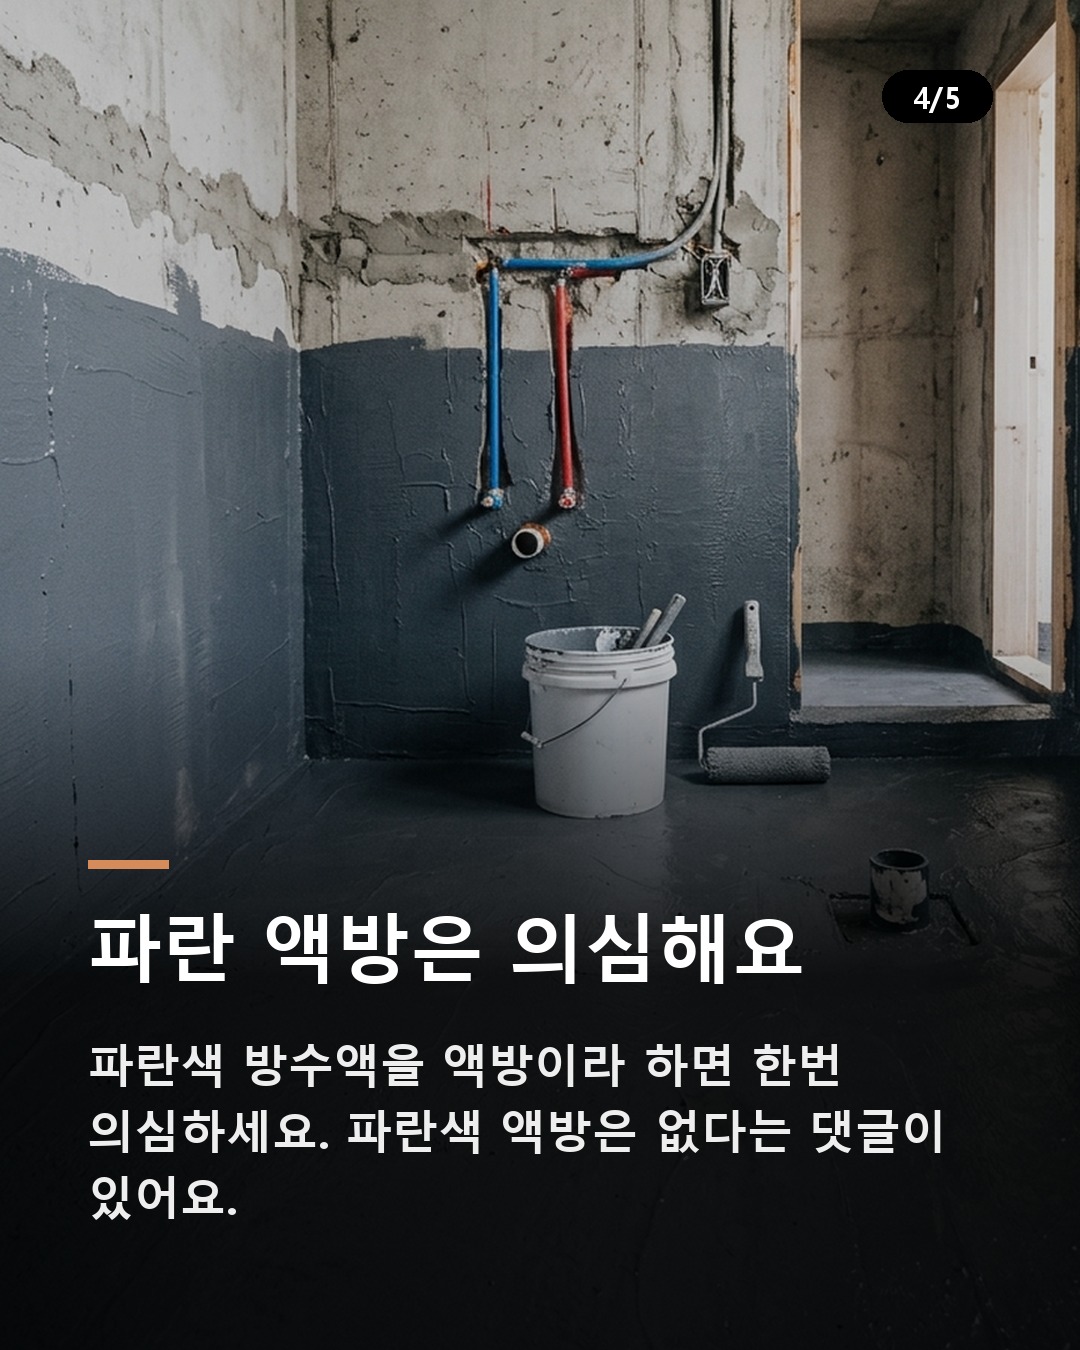 4/5
파란 액방은 의심해요
파란색 방수액을 액방이라 하면 한번
의심하세요. 파란색 액방은 없다는 댓글이
있어요.